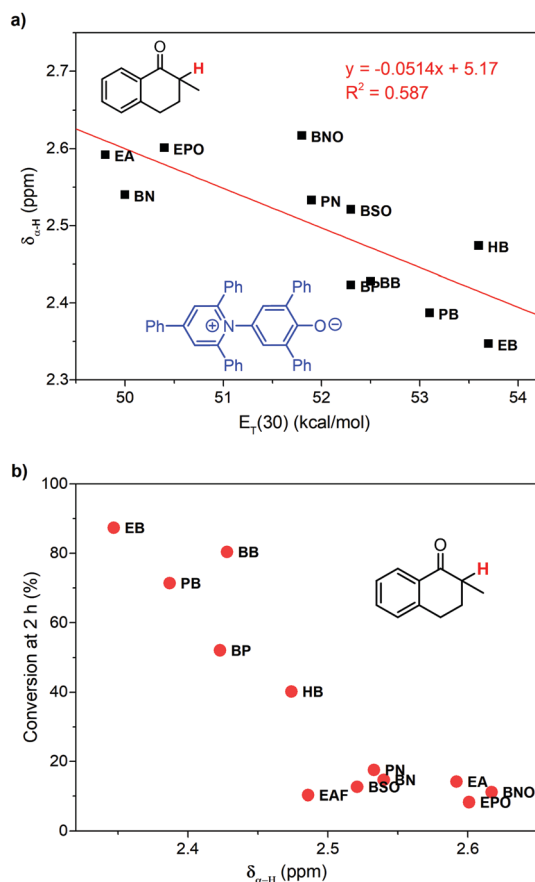 a)
O
H
y = -0.0514x + 5.17
R² = 0.587
2.7
2.6
2.5
2.4
2.3
δα-H (ppm)
EA
EPO
BN
BNO
PN
BSO
HB
BP
BB
PB
EB
Ph
Ph
Ph
N
+
O
−
Ph
Ph
Ph
50
51
52
53
54
ET(30) (kcal/mol)
b)
100
80
60
40
20
0
Conversion at 2 h (%)
EB
BB
PB
BP
HB
PN
BN
BSO
EAF
EA
BNO
EPO
O
H
2.4
2.5
2.6
δα-H (ppm)